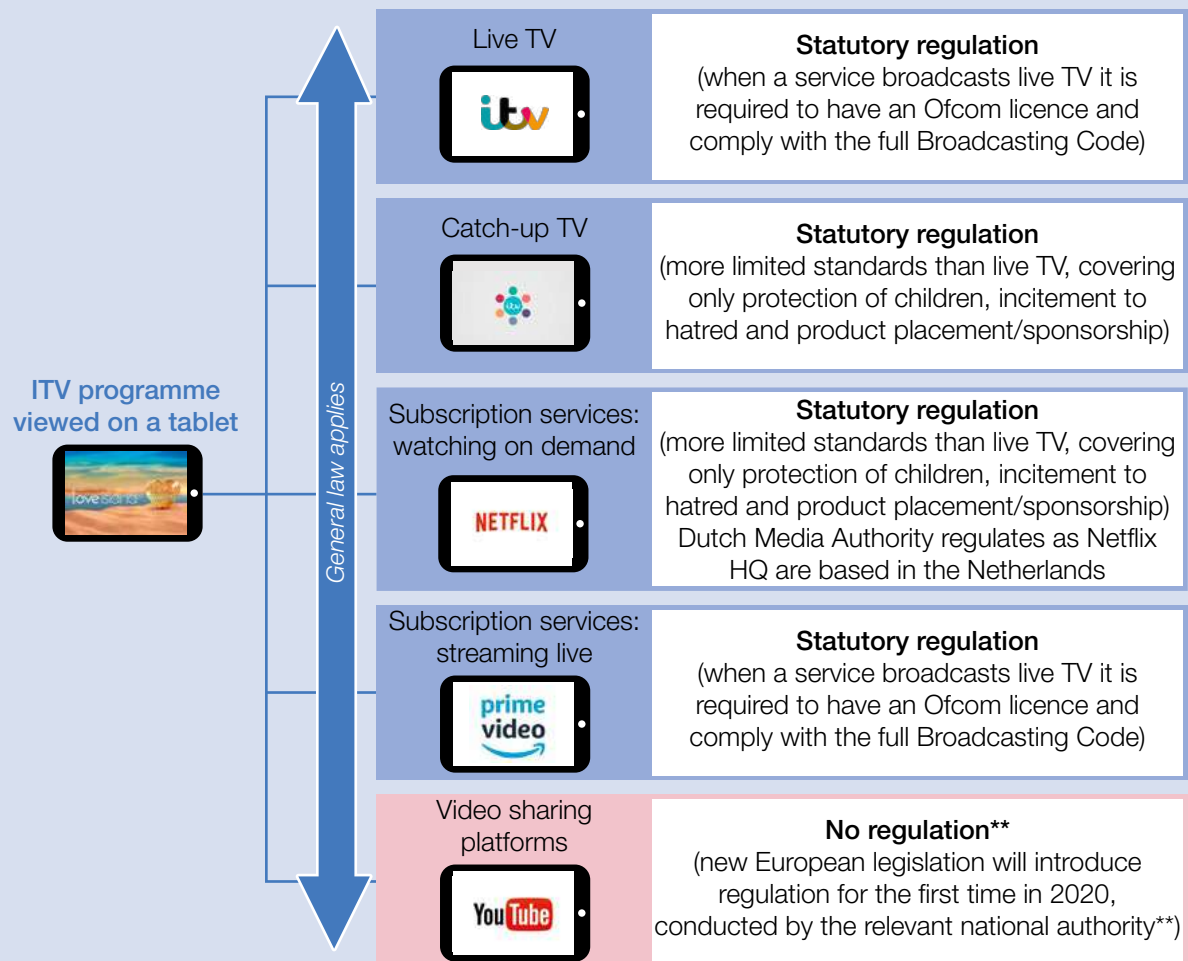 Live TV
itv
Statutory regulation
(when a service broadcasts live TV it is
required to have an Ofcom licence and
comply with the full Broadcasting Code)
Catch-up TV
itv
Statutory regulation
(more limited standards than live TV, covering
only protection of children, incitement to
hatred and product placement/sponsorship)
ITV programme
viewed on a tablet
love island
General law applies
Subscription services:
watching on demand
NETFLIX
Statutory regulation
(more limited standards than live TV, covering
only protection of children, incitement to
hatred and product placement/sponsorship)
Dutch Media Authority regulates as Netflix
HQ are based in the Netherlands
Subscription services:
streaming live
prime
video
Statutory regulation
(when a service broadcasts live TV it is
required to have an Ofcom licence and
comply with the full Broadcasting Code)
Video sharing
platforms
YouTube
No regulation**
(new European legislation will introduce
regulation for the first time in 2020,
conducted by the relevant national authority**)